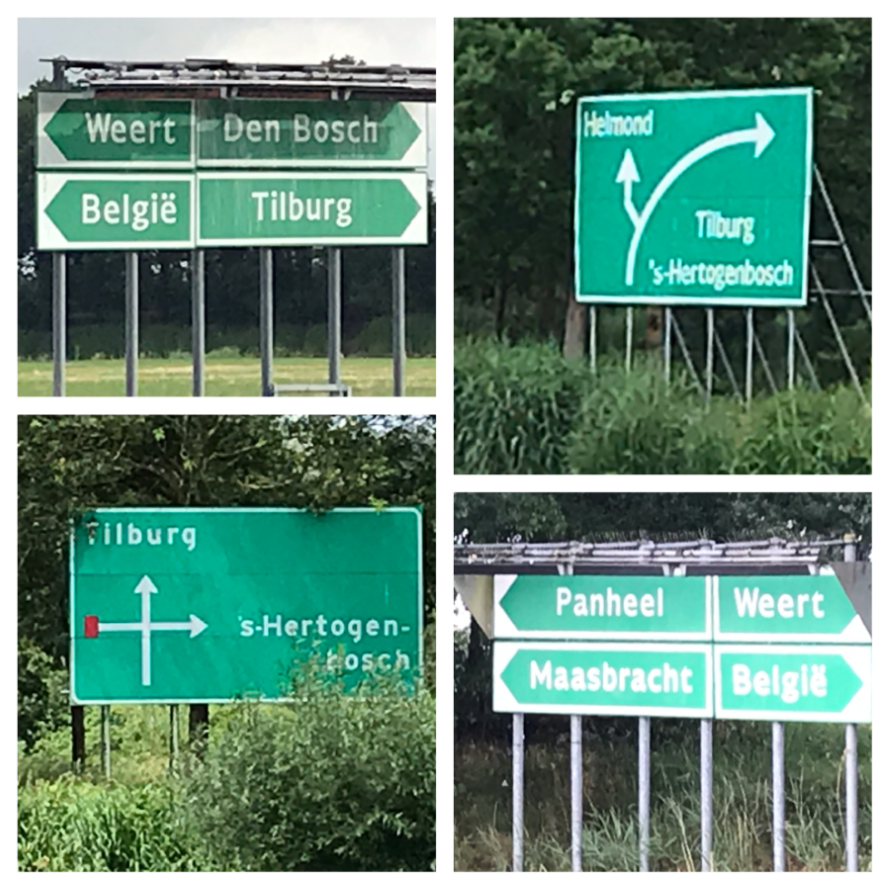 Weert Den Bosch
België Tilburg
Helmond
Tilburg
's-Hertogenbosch
Tilburg
's-Hertogen-
bosch
Panheel Weert
Maasbracht België